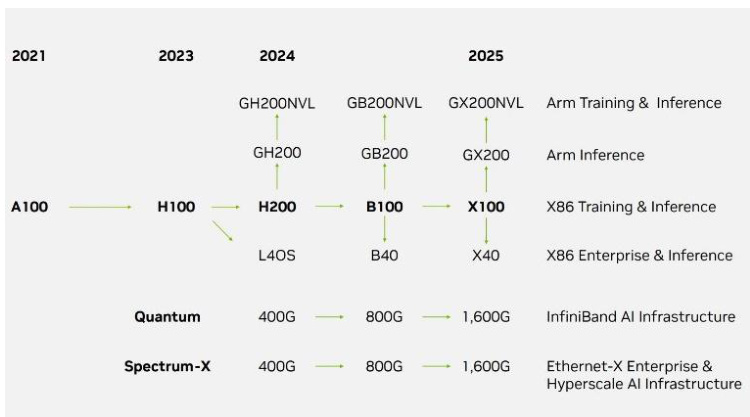 2021 2023 2024 2025
GH200NVL GB200NVL GX200NVL Arm Training & Inference
GH200 GB200 GX200 Arm Inference
A100 H100 H200 B100 X100 X86 Training & Inference
L4OS B40 X40 X86 Enterprise & Inference
Quantum 400G 800G 1,600G InfiniBand AI Infrastructure
Spectrum-X 400G 800G 1,600G Ethernet-X Enterprise &
Hyperscale AI Infrastructure